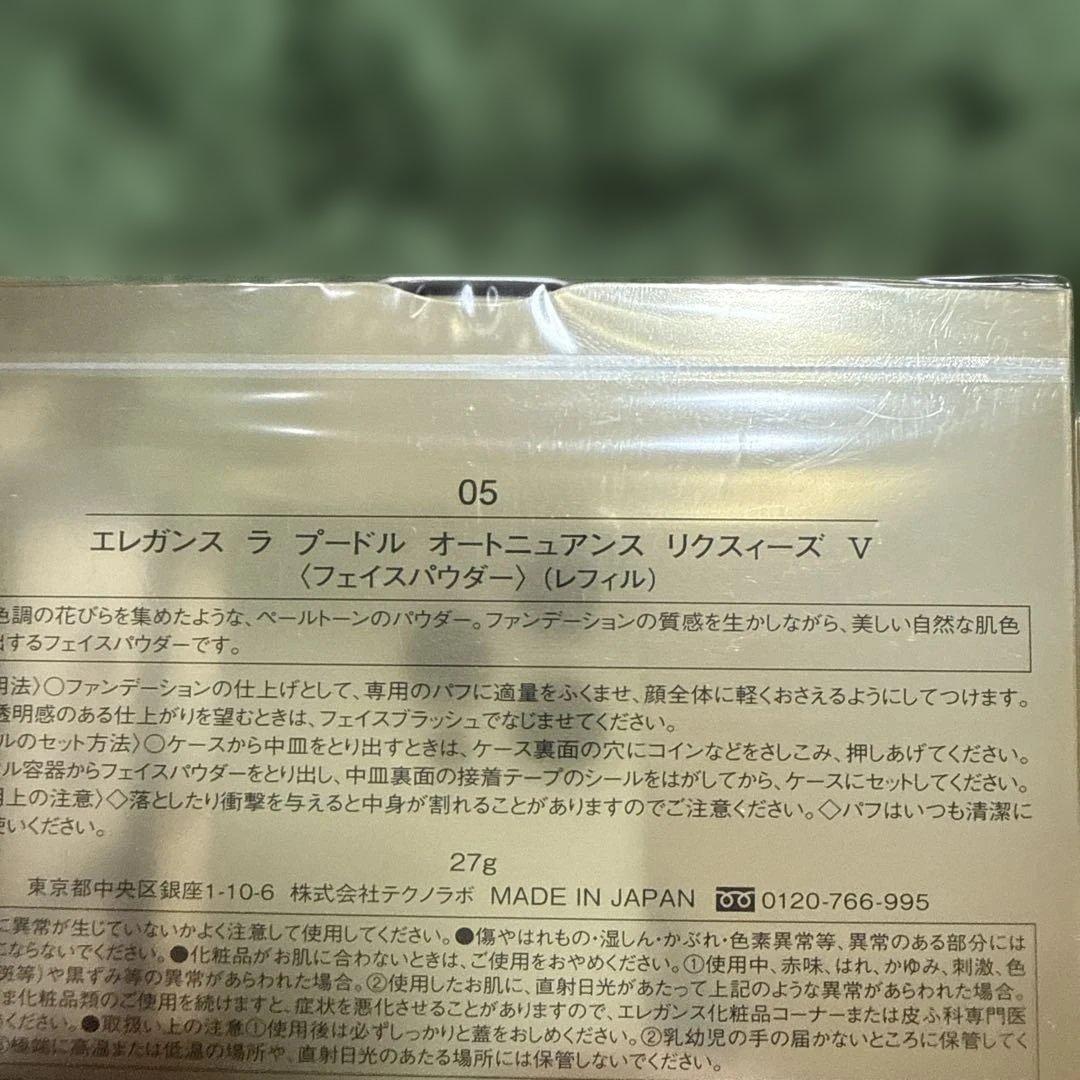 05
エレガンス ラ プードル オートニュアンス リクスィーズ V
〈フェイスパウダー〉(レフィル)
色調の花びらを集めたような、ペールトーンのパウダー。ファンデーションの質感を生かしながら、美しい自然な肌色
出するフェイスパウダーです。
用法〉○ファンデーションの仕上げとして、専用のパフに適量をふくませ、顔全体に軽くおさえるようにしてつけます。
透明感のある仕上がりを望むときは、フェイスブラッシュでなじませてください。
ルのセット方法〉○ケースから中皿をとり出すときは、ケース裏面の穴にコインなどをさしこみ、押しあげてください。
ル容器からフェイスパウダーをとり出し、中皿裏面の接着テープのシールをはがしてから、ケースにセットしてください。
用上の注意〉◇落としたり衝撃を与えると中身が割れることがありますのでご注意ください。◇パフはいつも清潔に
使いください。
27g
東京都中央区銀座1-10-6 株式会社テクノラボ MADE IN JAPAN 0120-766-995
に異常が生じていないかよく注意して使用してください。●傷やはれもの・湿しん・かぶれ・色素異常等、異常のある部分には
にならないでください。●化粧品がお肌に合わないときは、ご使用をおやめください。①使用中、赤味、はれ、かゆみ、刺激、色
斑等)や黒ずみ等の異常があらわれた場合。②使用したお肌に、直射日光があたって上記のような異常があらわれた場合。
ま化粧品類のご使用を続けますと、症状を悪化させることがありますので、エレガンス化粧品コーナーまたは皮ふ科専門医
ください。●取扱い上の注意①使用後は必ずしっかりと蓋をおしめください。②乳幼児の手の届かないところに保管してく
③極端に高温または低温の場所や、直射日光のあたる場所には保管しないでください。